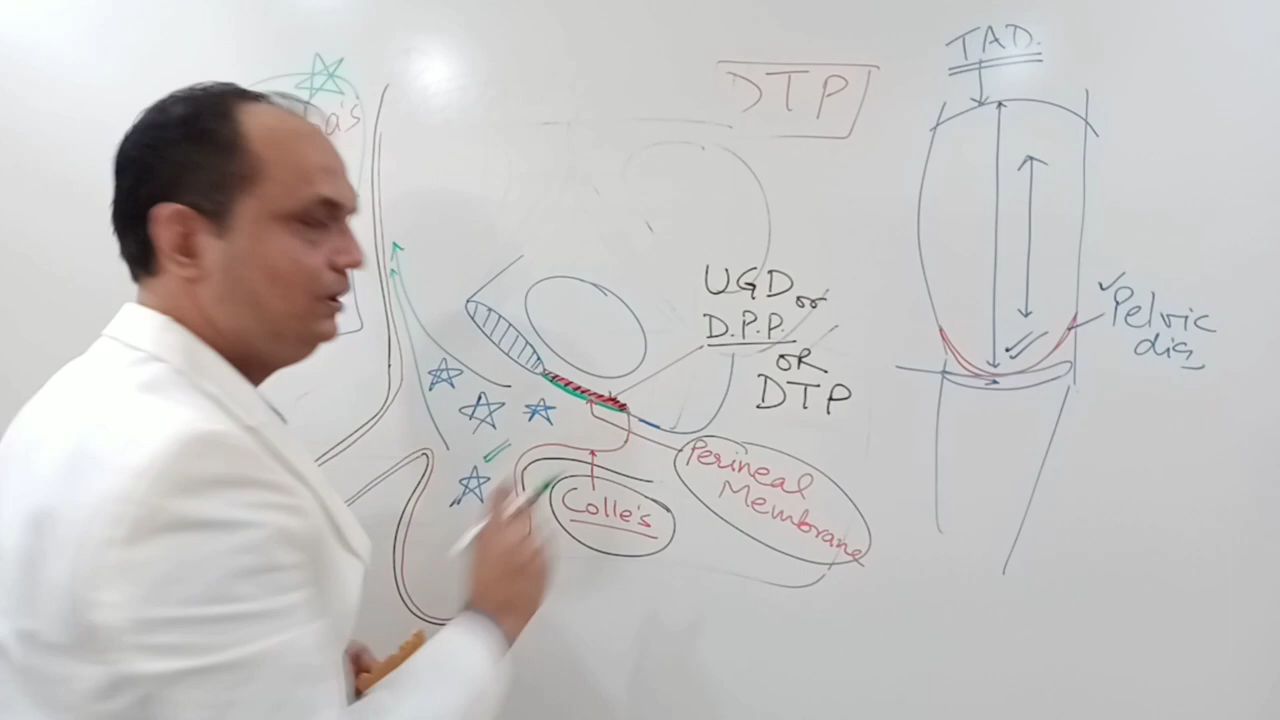 TAD.
DTP
a's
UGD or
D.P.P.
OR
DTP
Pelvic
dia
Perineal
Membrane
Colle's